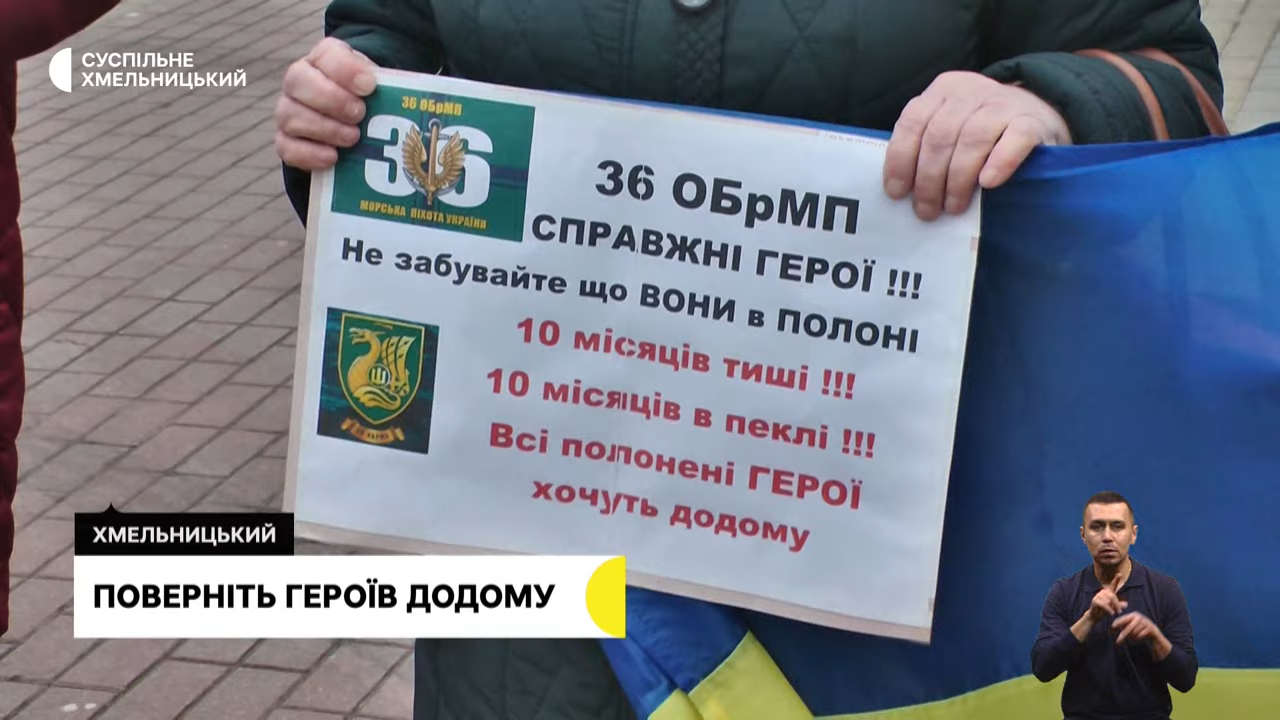 СУСПІЛЬНЕ
ХМЕЛЬНИЦЬКИЙ
36 ОБрМП
36
МОРСЬКА ПІХОТА УКРАЇНИ
36 ОБрМП
СПРАВЖНІ ГЕРОЇ !!!
Не забувайте що ВОНИ в ПОЛОНІ
10 місяців тиші !!!
10 місяців в пеклі !!!
Всі полонені ГЕРОЇ
хочуть додому
ХМЕЛЬНИЦЬКИЙ
ПОВЕРНІТЬ ГЕРОЇВ ДОДОМУ